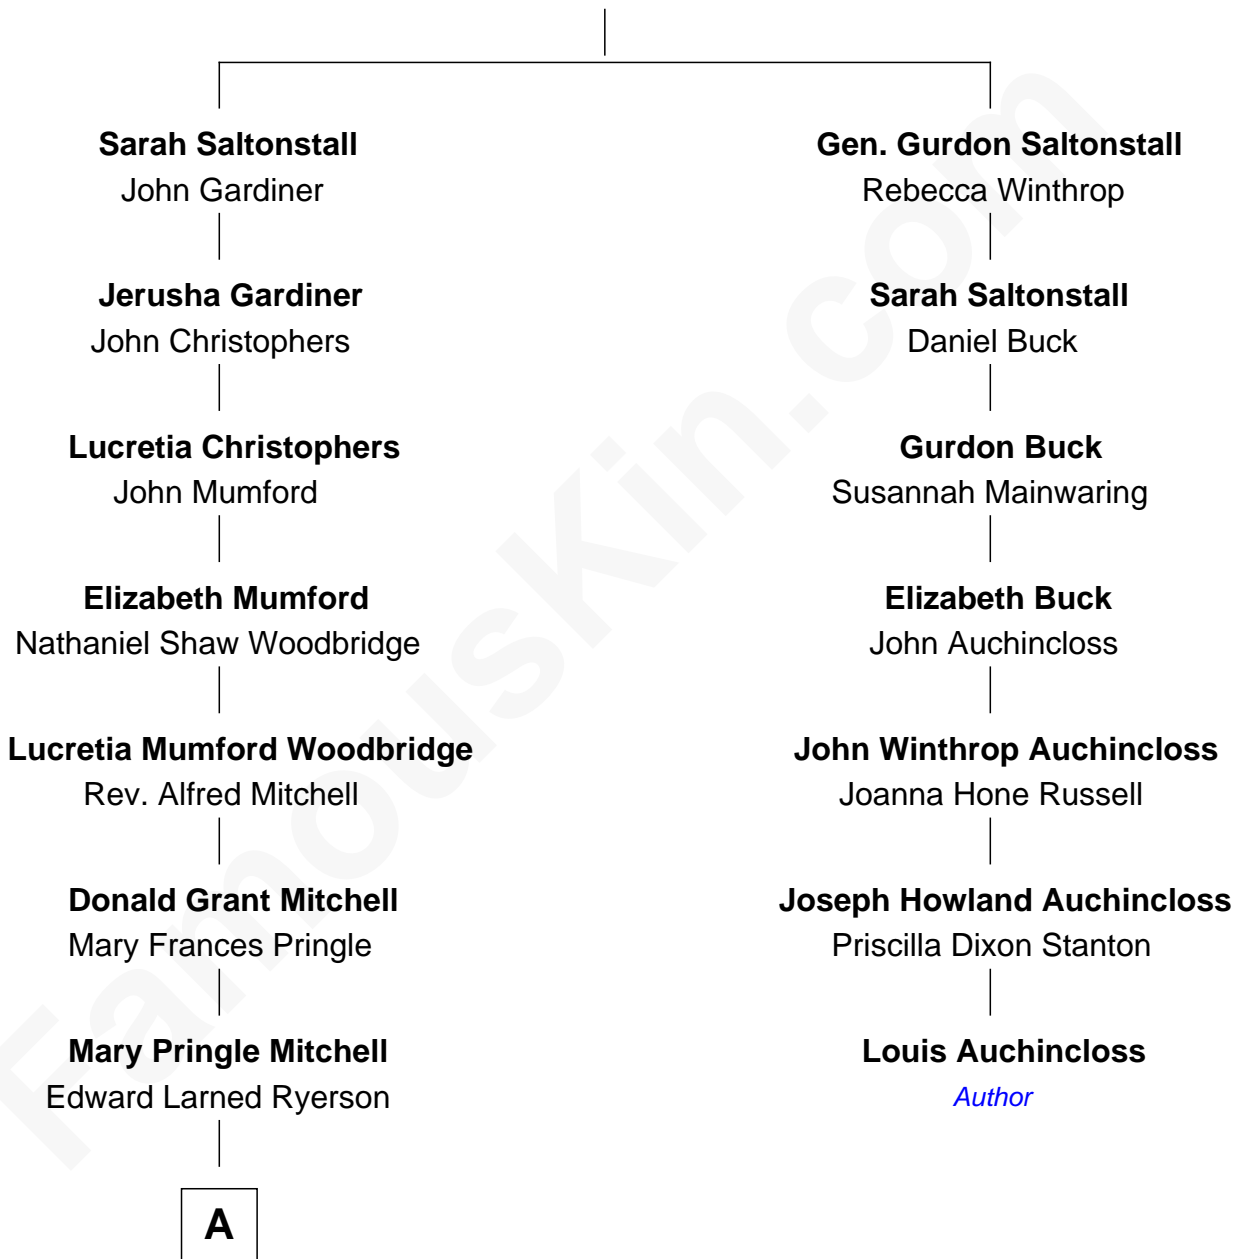 Sarah Saltonstall
John Gardiner
Jerusha Gardiner
John Christophers
Lucretia Christophers
John Mumford
Elizabeth Mumford
Nathaniel Shaw Woodbridge
Lucretia Mumford Woodbridge
Rev. Alfred Mitchell
Donald Grant Mitchell
Mary Frances Pringle
Mary Pringle Mitchell
Edward Larned Ryerson
A
Gen. Gurdon Saltonstall
Rebecca Winthrop
Sarah Saltonstall
Daniel Buck
Gurdon Buck
Susannah Mainwaring
Elizabeth Buck
John Auchincloss
John Winthrop Auchincloss
Joanna Hone Russell
Joseph Howland Auchincloss
Priscilla Dixon Stanton
Louis Auchincloss
Author
FamousKin.com